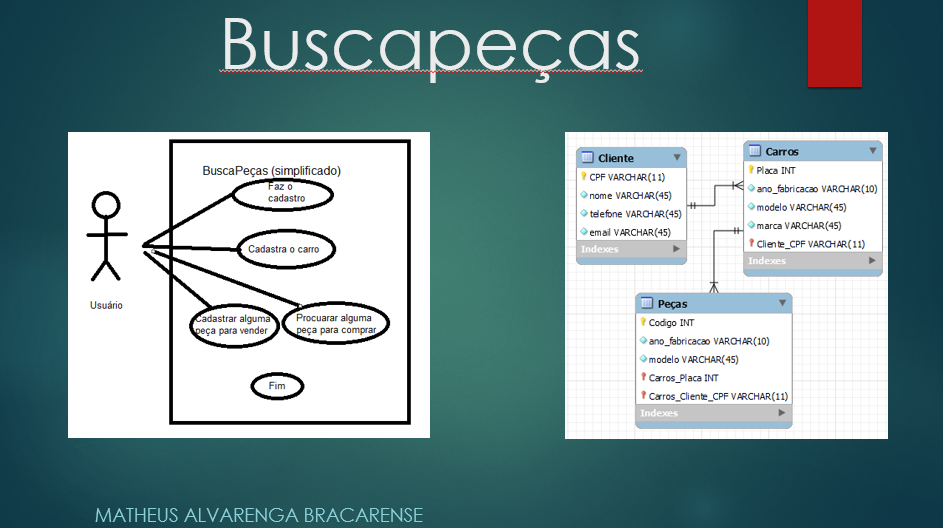 Buscapeças
BuscaPeças (simplificado)
Faz o
cadastro
Cadastra o carro
Cadastrar alguma
peça para vender
Procuarar alguma
peça para comprar
Fim
Usuário
Cliente
CPF VARCHAR(11)
nome VARCHAR(45)
telefone VARCHAR(45)
email VARCHAR(45)
Indexes
Carros
Placa INT
ano_fabricacao VARCHAR(10)
modelo VARCHAR(45)
marca VARCHAR(45)
Cliente_CPF VARCHAR(11)
Indexes
Peças
Codigo INT
ano_fabricacao VARCHAR(10)
modelo VARCHAR(45)
Carros_Placa INT
Carros_Cliente_CPF VARCHAR(11)
Indexes
MATHEUS ALVARENGA BRACARENSE